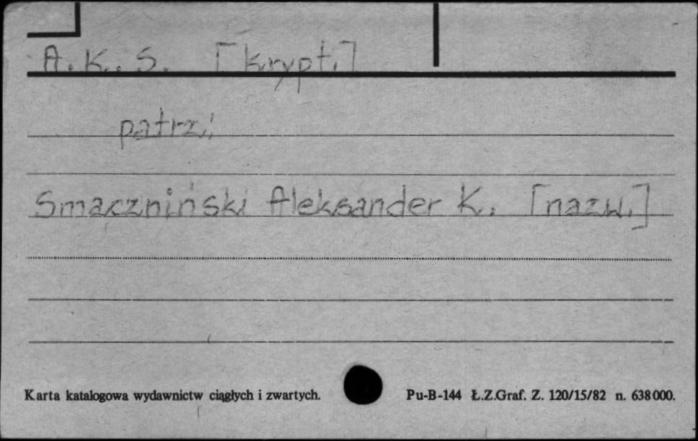 A.K.S. [krypt.]
patrz:
Smaczniński Aleksander K. [nazw.]
Karta katalogowa wydawnictw ciągłych i zwartych. Pu-B-144 Ł.Z.Graf. Z. 120/15/82 n. 638000.